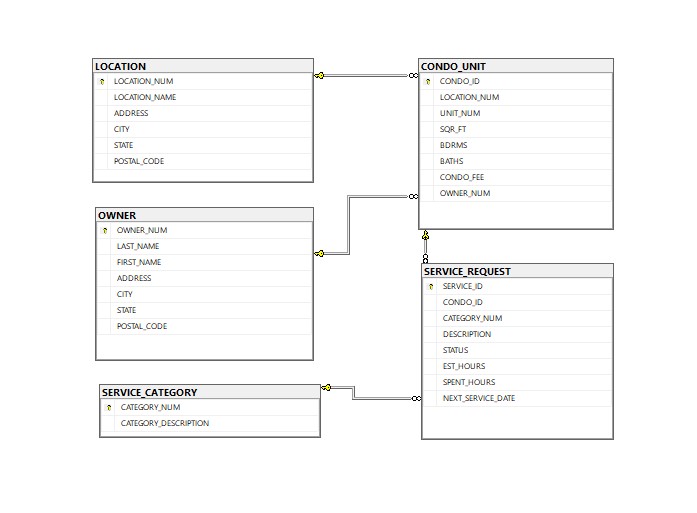 LOCATION
LOCATION_NUM
LOCATION_NAME
ADDRESS
CITY
STATE
POSTAL_CODE
CONDO_UNIT
CONDO_ID
LOCATION_NUM
UNIT_NUM
SQR_FT
BDRMS
BATHS
CONDO_FEE
OWNER_NUM
OWNER
OWNER_NUM
LAST_NAME
FIRST_NAME
ADDRESS
CITY
STATE
POSTAL_CODE
SERVICE_REQUEST
SERVICE_ID
CONDO_ID
CATEGORY_NUM
DESCRIPTION
STATUS
EST_HOURS
SPENT_HOURS
NEXT_SERVICE_DATE
SERVICE_CATEGORY
CATEGORY_NUM
CATEGORY_DESCRIPTION